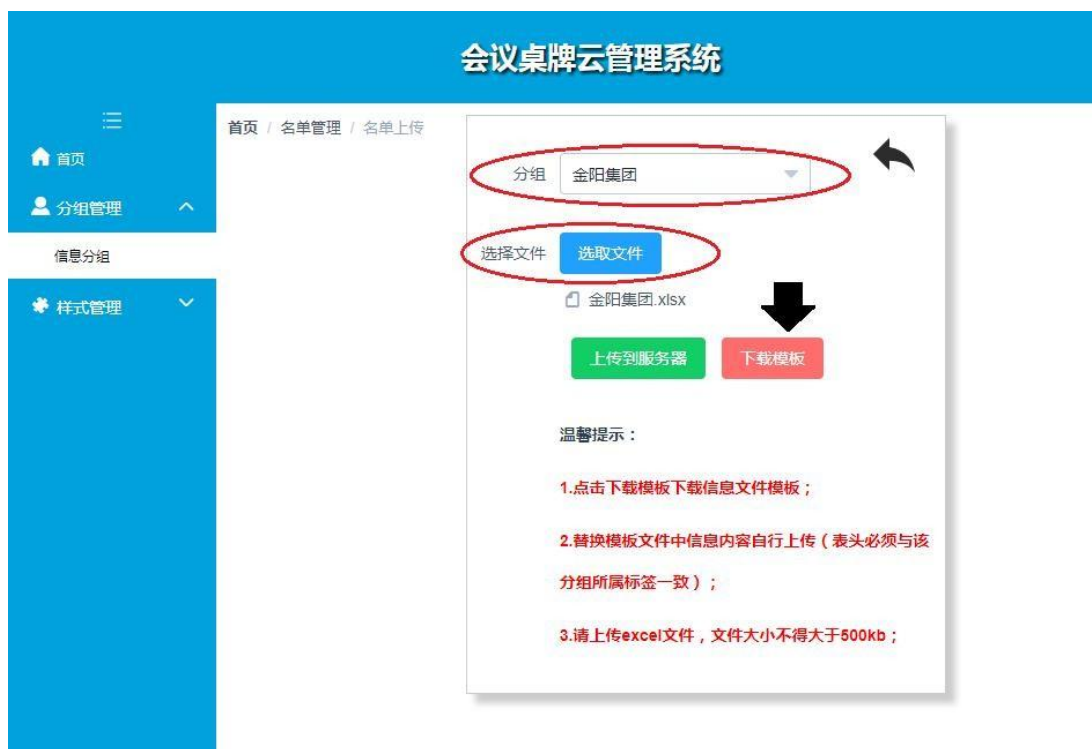 会议桌牌云管理系统
首页 / 名单管理 / 名单上传
首页
分组管理
信息分组
样式管理
分组 金阳集团
选择文件 选取文件
金阳集团.xlsx
上传到服务器 下载模板
温馨提示：
1.点击下载模板下载信息文件模板；
2.替换模板文件中信息内容自行上传（表头必须与该
分组所属标签一致）；
3.请上传excel文件，文件大小不得大于500kb；